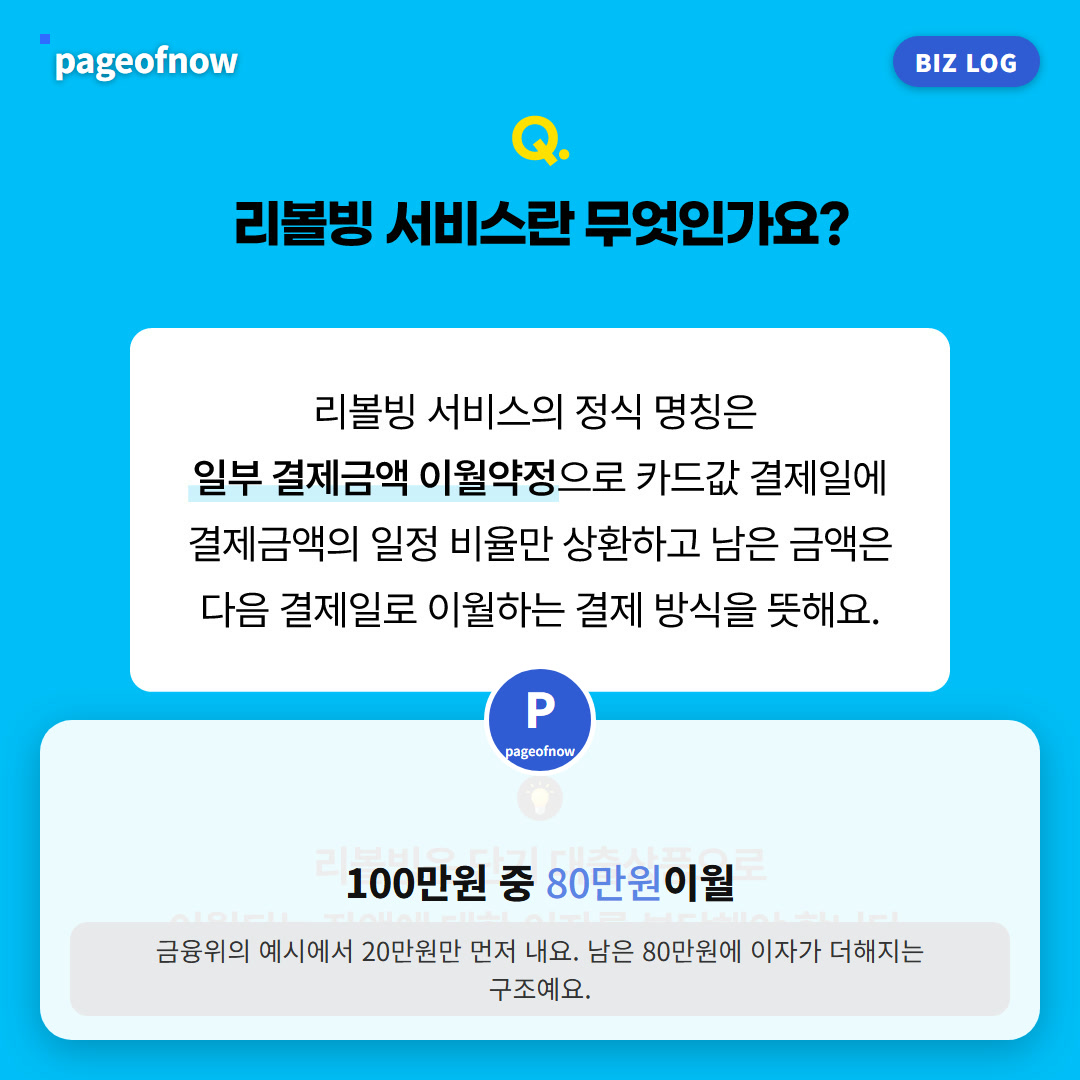 pageofnow
BIZ LOG
Q.
리볼빙 서비스란 무엇인가요?
리볼빙 서비스의 정식 명칭은
일부 결제금액 이월약정으로 카드값 결제일에
결제금액의 일정 비율만 상환하고 남은 금액은
다음 결제일로 이월하는 결제 방식을 뜻해요.
P
pageofnow
100만원 중 80만원이월
금융위의 예시에서 20만원만 먼저 내요. 남은 80만원에 이자가 더해지는
구조예요.